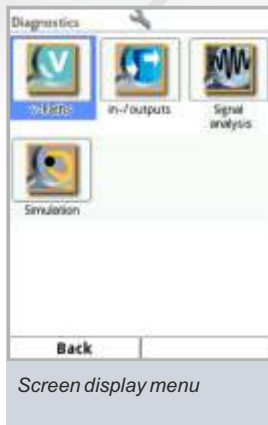 Diagnostics
In-/outputs
Signal
analysis
Simulation
Back
Screen display menu